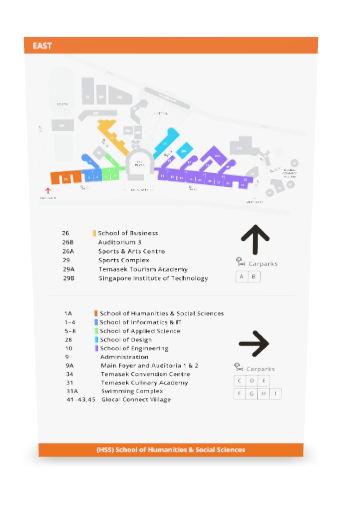 EAST
26 School of Business
26B Auditorium 3
26A Sports & Arts Centre
29 Sports Complex
29A Temasek Tourism Academy
29B Singapore Institute of Technology
Carparks
A B
1A School of Humanities & Social Sciences
1-4 School of Informatics & IT
5-8 School of Applied Science
28 School of Design
10 School of Engineering
9 Administration
9A Main Foyer and Auditoria 1 & 2
34 Temasek Convention Centre
31 Temasek Culinary Academy
Swimming Complex
41-43,45 Glocal Connect Village
Carparks
C D E
F G H I
(HSS) School of Humanities & Social Sciences